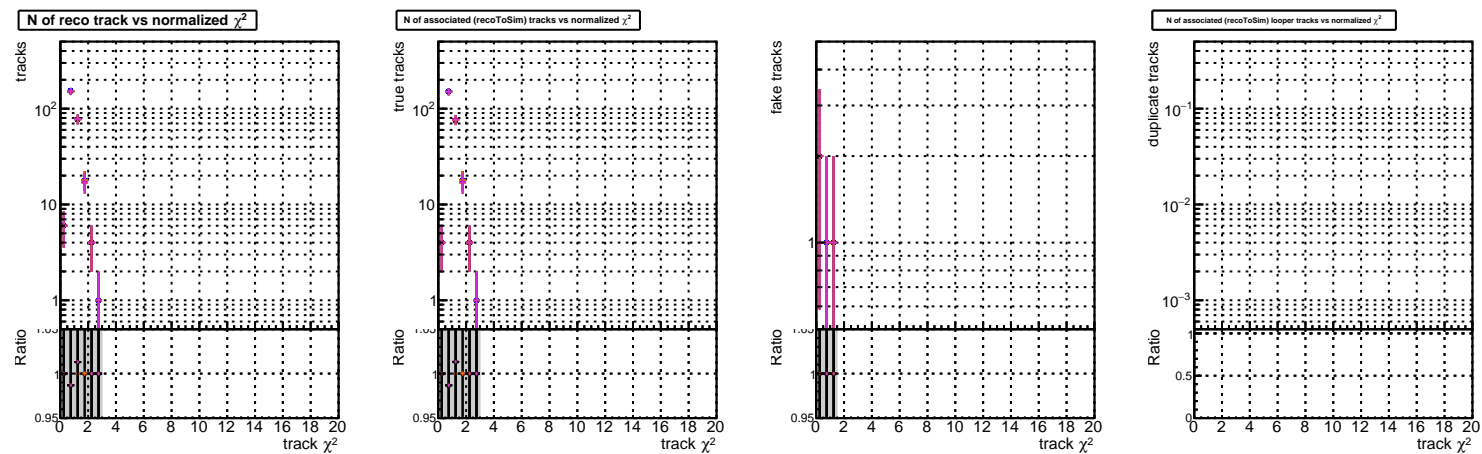 N of reco track vs normalized χ²
N of associated (recoToSim) tracks vs normalized χ²
N of associated (recoToSim) looper tracks vs normalized χ²
tracks
10²
10
1
Ratio
1.05
1
0.95
0 2 4 6 8 10 12 14 16 18 20
track χ²
true tracks
10²
10
1
Ratio
1.05
1
0.95
0 2 4 6 8 10 12 14 16 18 20
track χ²
fake tracks
1
Ratio
1.05
1
0.95
0 2 4 6 8 10 12 14 16 18 20
track χ²
duplicate tracks
10⁻¹
10⁻²
10⁻³
Ratio
1
0.5
0
0 2 4 6 8 10 12 14 16 18 20
track χ²